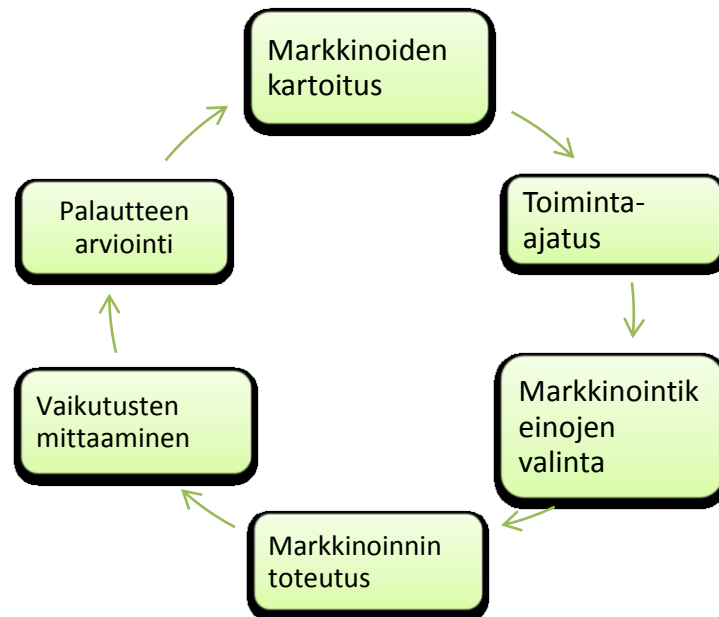 Markkinoiden
kartoitus
Toiminta-
ajatus
Markkinointik
einojen
valinta
Markkinoinnin
toteutus
Vaikutusten
mittaaminen
Palautteen
arviointi